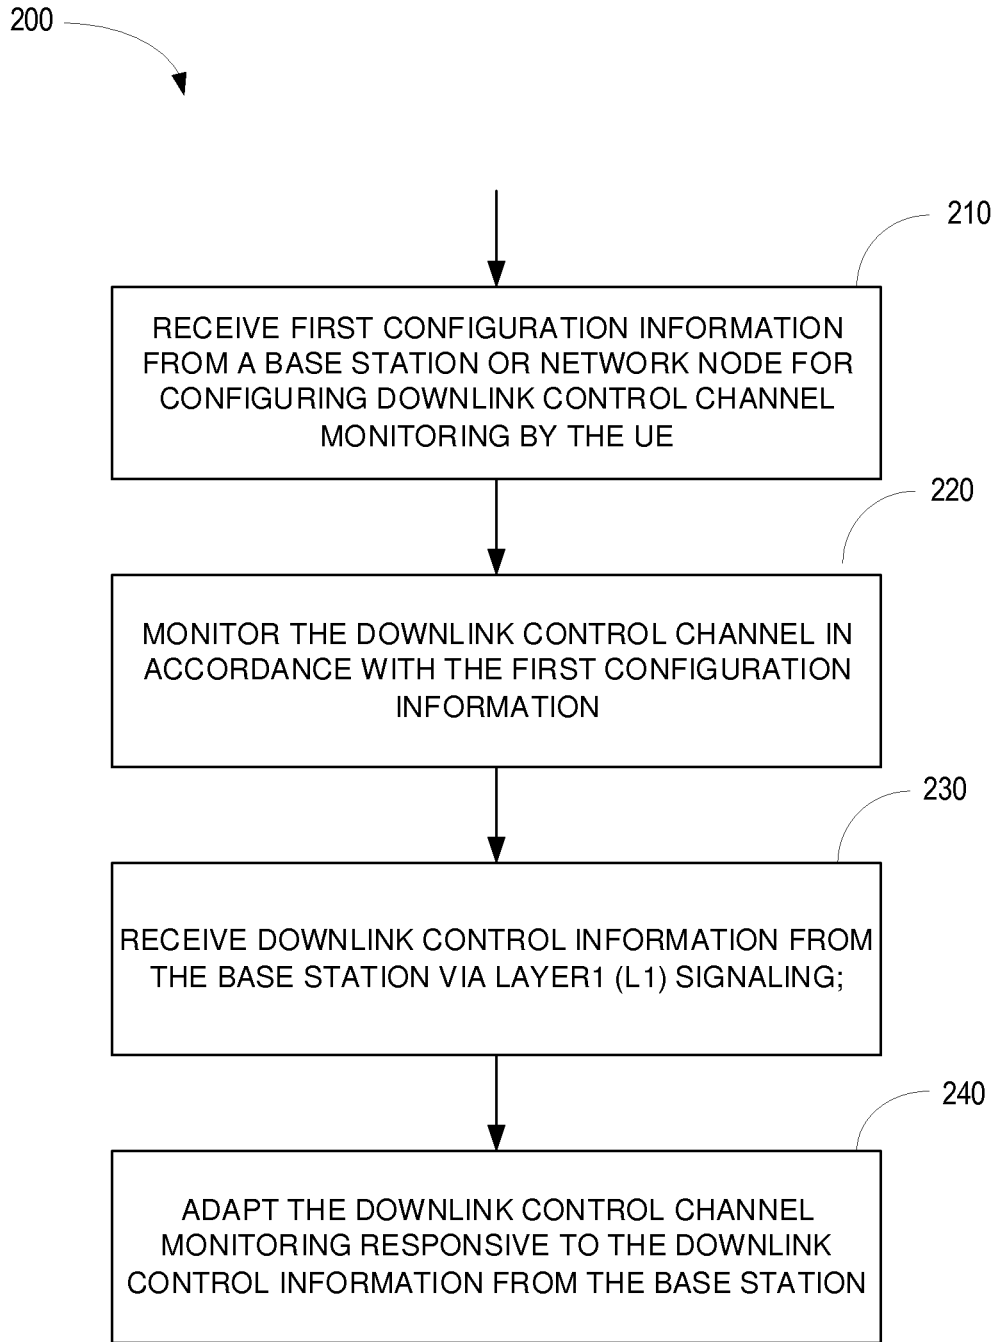 200
210
RECEIVE FIRST CONFIGURATION INFORMATION
FROM A BASE STATION OR NETWORK NODE FOR
CONFIGURING DOWNLINK CONTROL CHANNEL
MONITORING BY THE UE
220
MONITOR THE DOWNLINK CONTROL CHANNEL IN
ACCORDANCE WITH THE FIRST CONFIGURATION
INFORMATION
230
RECEIVE DOWNLINK CONTROL INFORMATION FROM
THE BASE STATION VIA LAYER1 (L1) SIGNALING;
240
ADAPT THE DOWNLINK CONTROL CHANNEL
MONITORING RESPONSIVE TO THE DOWNLINK
CONTROL INFORMATION FROM THE BASE STATION